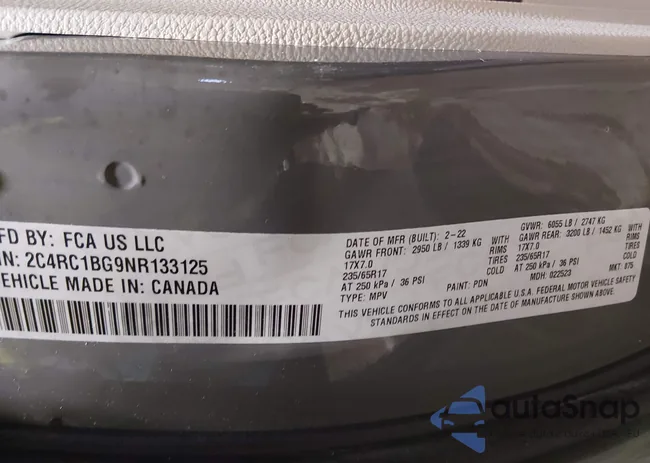 FD BY: FCA US LLC
IN: 2C4RC1BG9NR133125
VEHICLE MADE IN: CANADA
DATE OF MFR (BUILT): 2-22
GAWR FRONT: 2950 LB / 1339 KG WITH
17X7.0 RIMS
235/65R17 TIRES
AT 250 kPa / 36 PSI COLD
TYPE: MPV PAINT: PDN
GVWR: 6055 LB / 2747 KG
GAWR REAR: 3200 LB / 1452 KG WITH
17X7.0 RIMS
235/65R17 TIRES
AT 250 kPa / 36 PSI COLD
MDH: 022523 MKT: 875
THIS VEHICLE CONFORMS TO ALL APPLICABLE U.S.A. FEDERAL MOTOR VEHICLE SAFETY
STANDARDS IN EFFECT ON THE DATE OF MANUFACTURE SHOWN ABOVE.
autoSnap